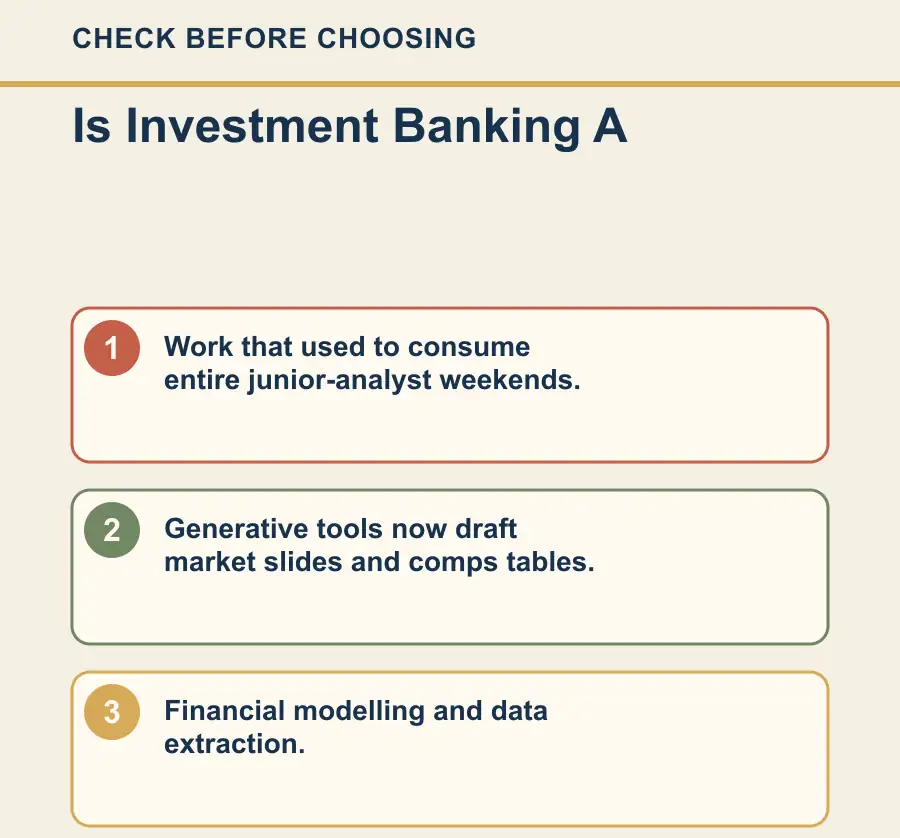 CHECK BEFORE CHOOSING
Is Investment Banking A
1
Work that used to consume
entire junior-analyst weekends.
2
Generative tools now draft
market slides and comps tables.
3
Financial modelling and data
extraction.